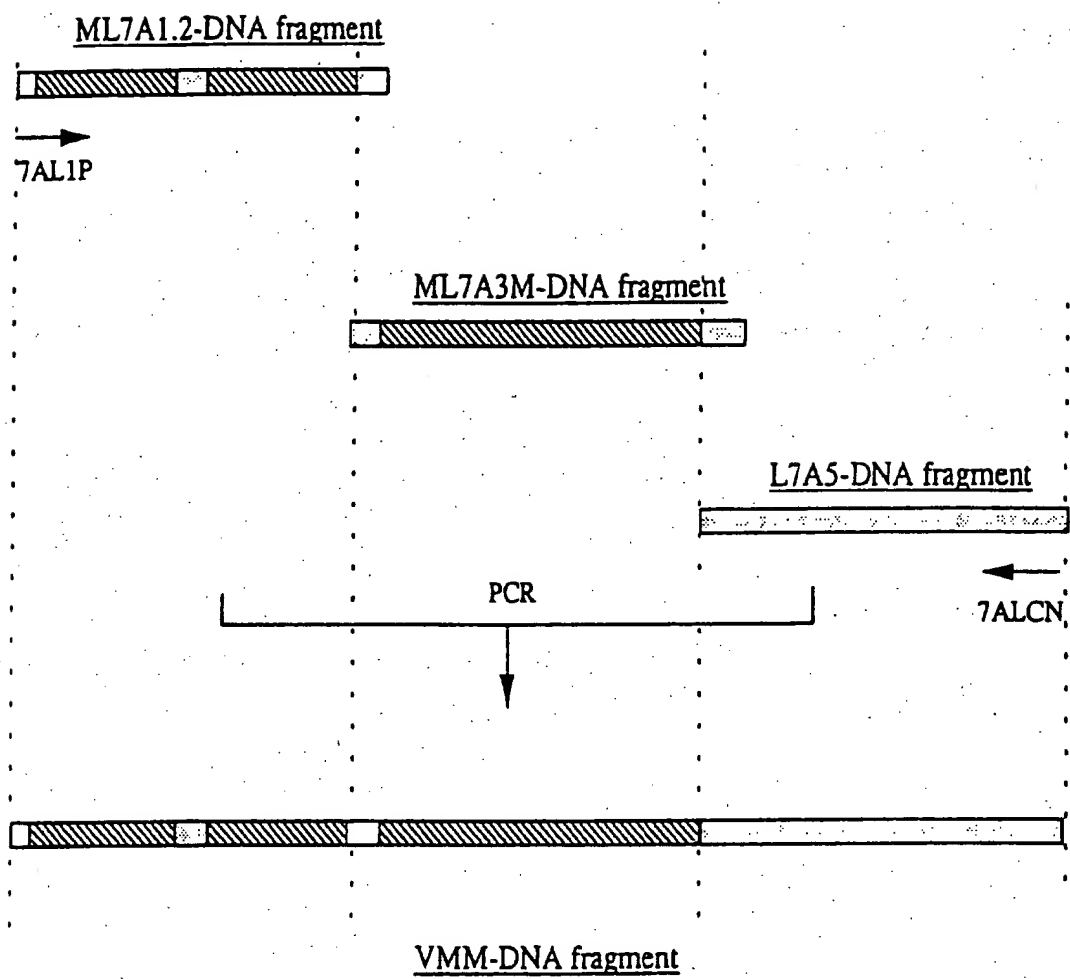 ML7A1.2-DNA fragment
7AL1P
ML7A3M-DNA fragment
L7A5-DNA fragment
PCR
7ALCN
VMM-DNA fragment